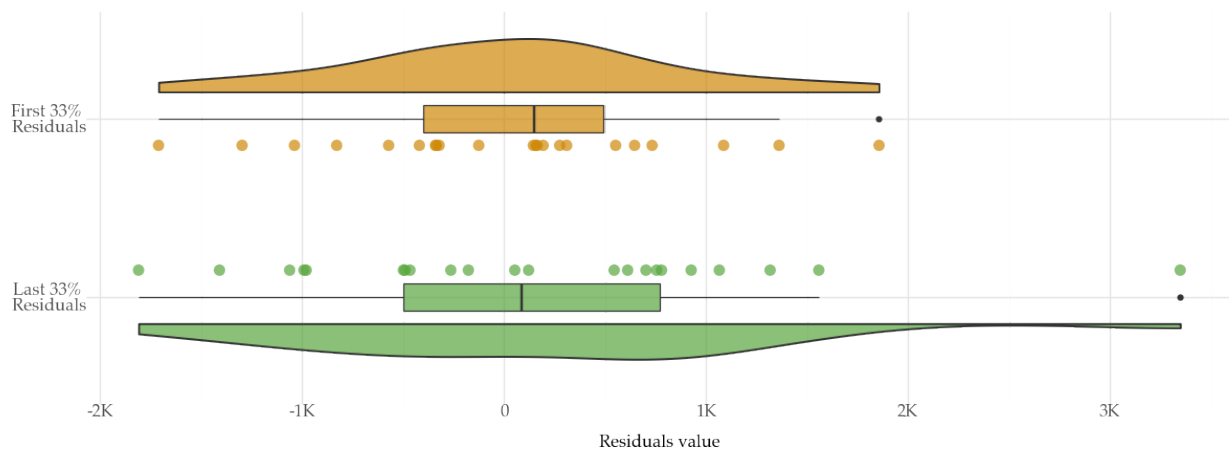 First 33%
Residuals
Last 33%
Residuals
-2K
-1K
0
1K
2K
3K
Residuals value